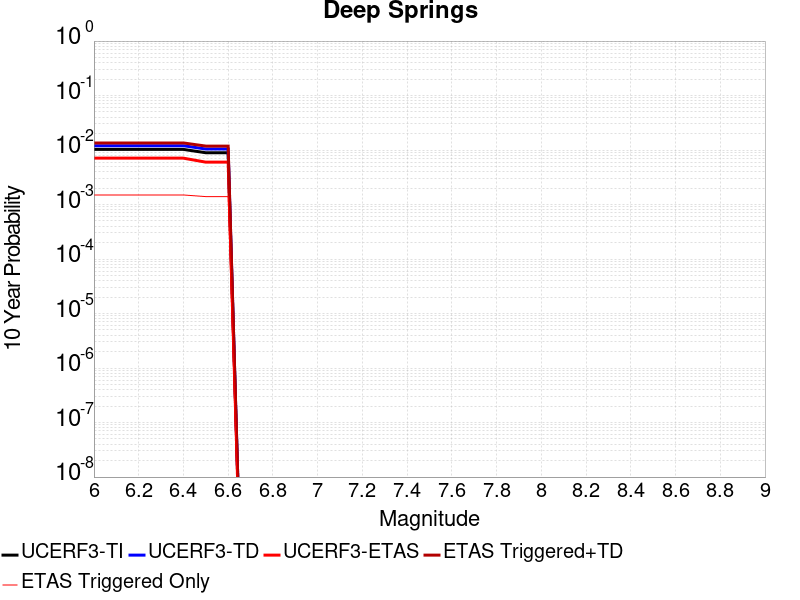 Deep Springs
10 Year Probability
10^0
10^-1
10^-2
10^-3
10^-4
10^-5
10^-6
10^-7
10^-8
6 6.2 6.4 6.6 6.8 7 7.2 7.4 7.6 7.8 8 8.2 8.4 8.6 8.8 9
Magnitude
UCERF3-TI UCERF3-TD UCERF3-ETAS ETAS Triggered+TD
ETAS Triggered Only